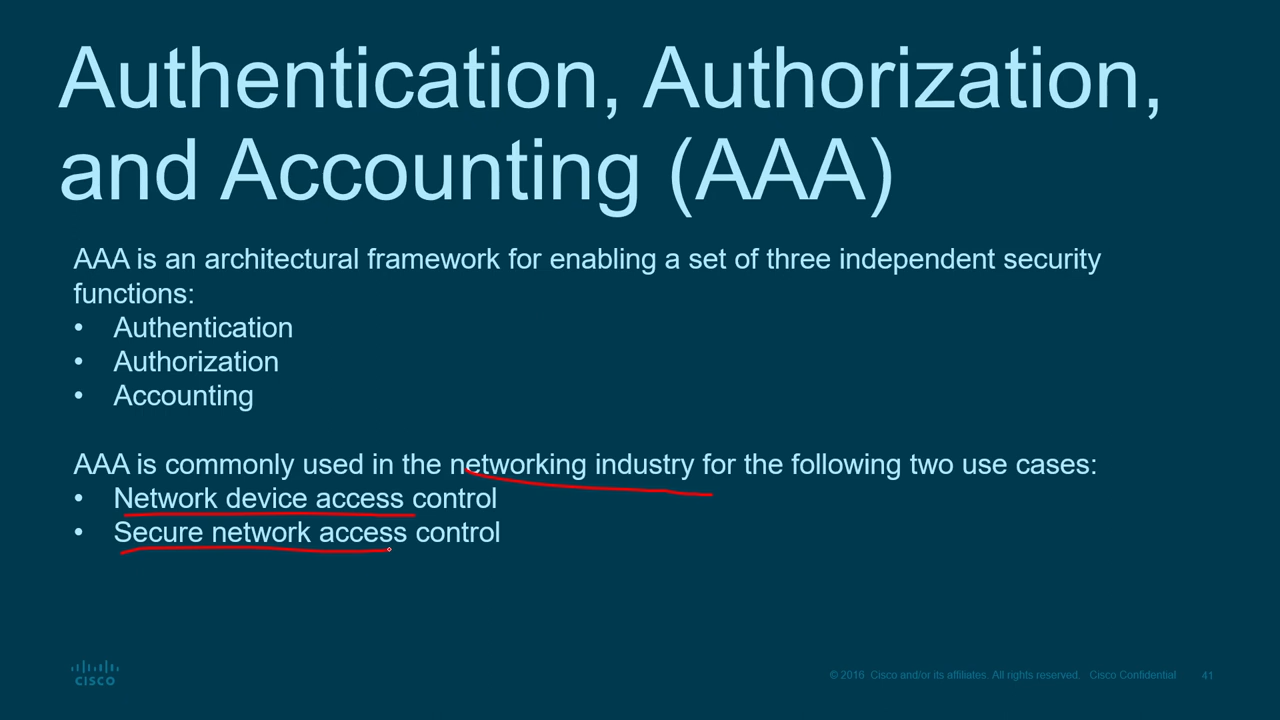 Authentication, Authorization,
and Accounting (AAA)
AAA is an architectural framework for enabling a set of three independent security
functions:
• Authentication
• Authorization
• Accounting
AAA is commonly used in the networking industry for the following two use cases:
• Network device access control
• Secure network access control
CISCO
© 2016 Cisco and/or its affiliates. All rights reserved. Cisco Confidential 41